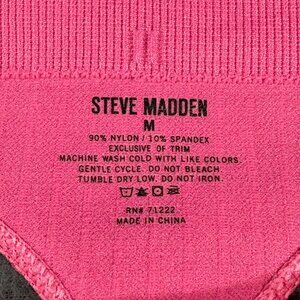 STEVE MADDEN
M
90% NYLON / 10% SPANDEX
EXCLUSIVE OF TRIM
MACHINE WASH COLD WITH LIKE COLORS.
GENTLE CYCLE. DO NOT BLEACH.
TUMBLE DRY LOW. DO NOT IRON.
RN# 71222
MADE IN CHINA